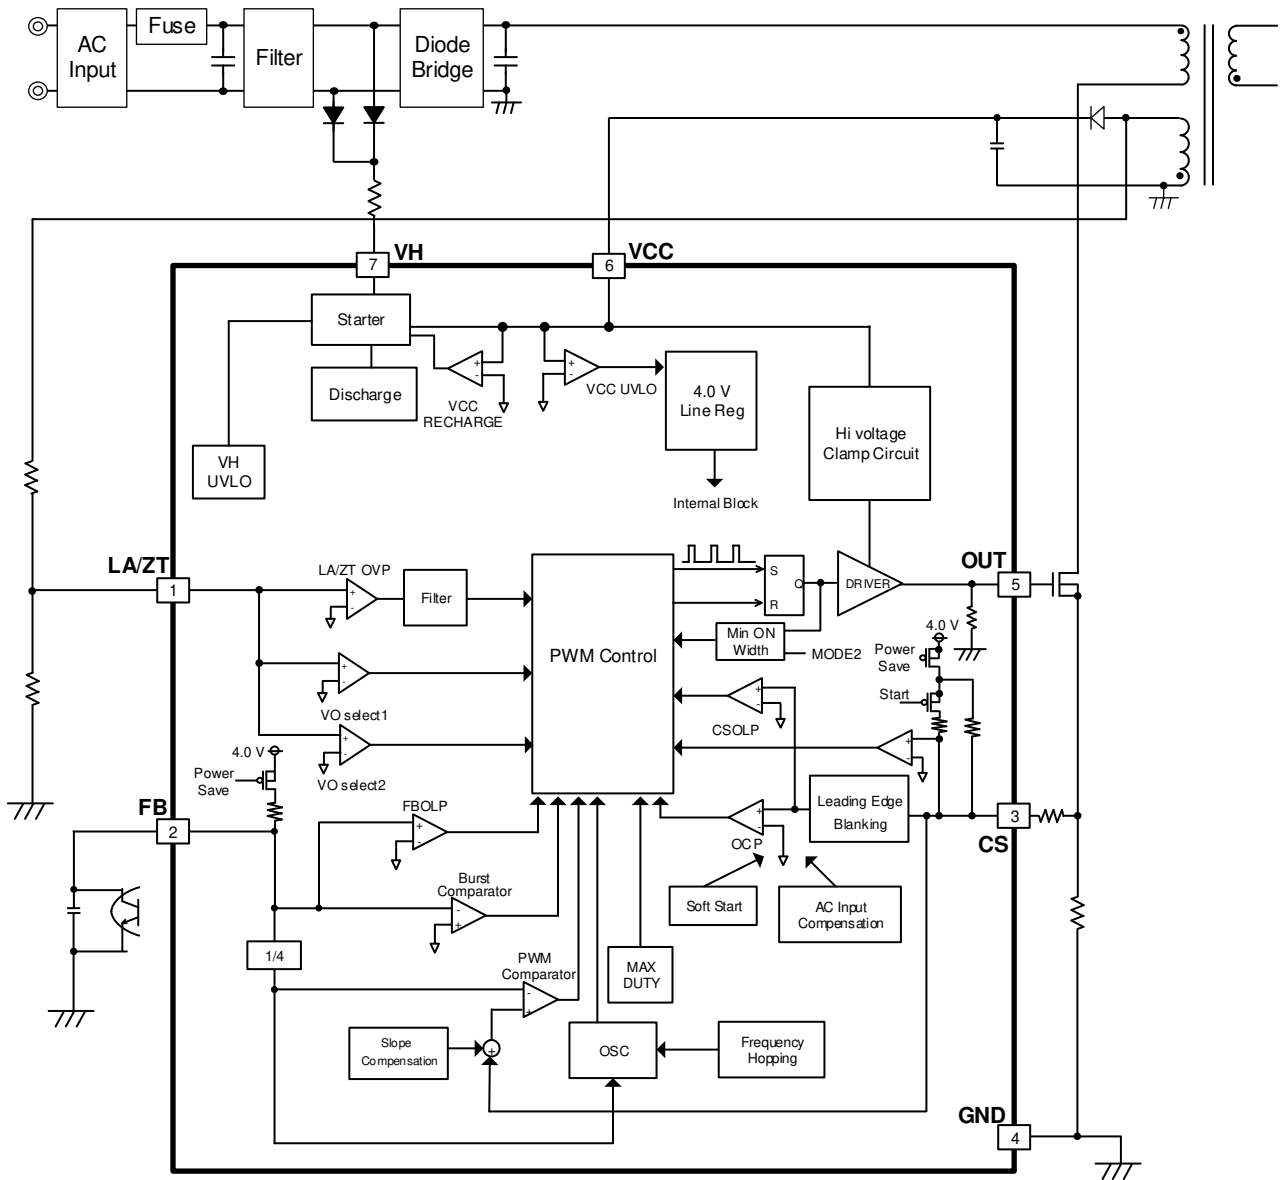 AC
Input
Fuse
Filter
Diode
Bridge
VH
7
VCC
6
Starter
Discharge
VH
UVLO
+
-
VCC
RECHARGE
+
-
VCC UVLO
4.0 V
Line Reg
Internal Block
Hi voltage
Clamp Circuit
LA/ZT
1
LA/ZT OVP
+
-
Filter
+
-
VO select1
+
-
VO select2
PWM Control
S
R
Q
DRIVER
OUT
5
Min ON
Width
MODE2
4.0 V
Power
Save
Start
+
-
CSOLP
+
-
4.0 V
Power
Save
FB
2
FBOLP
+
-
+
-
OCP
Leading Edge
Blanking
3
CS
Soft Start
AC Input
Compensation
Burst
Comparator
-
+
1/4
PWM
Comparator
-
+
MAX
DUTY
Slope
Compensation
+
OSC
Frequency
Hopping
GND
4